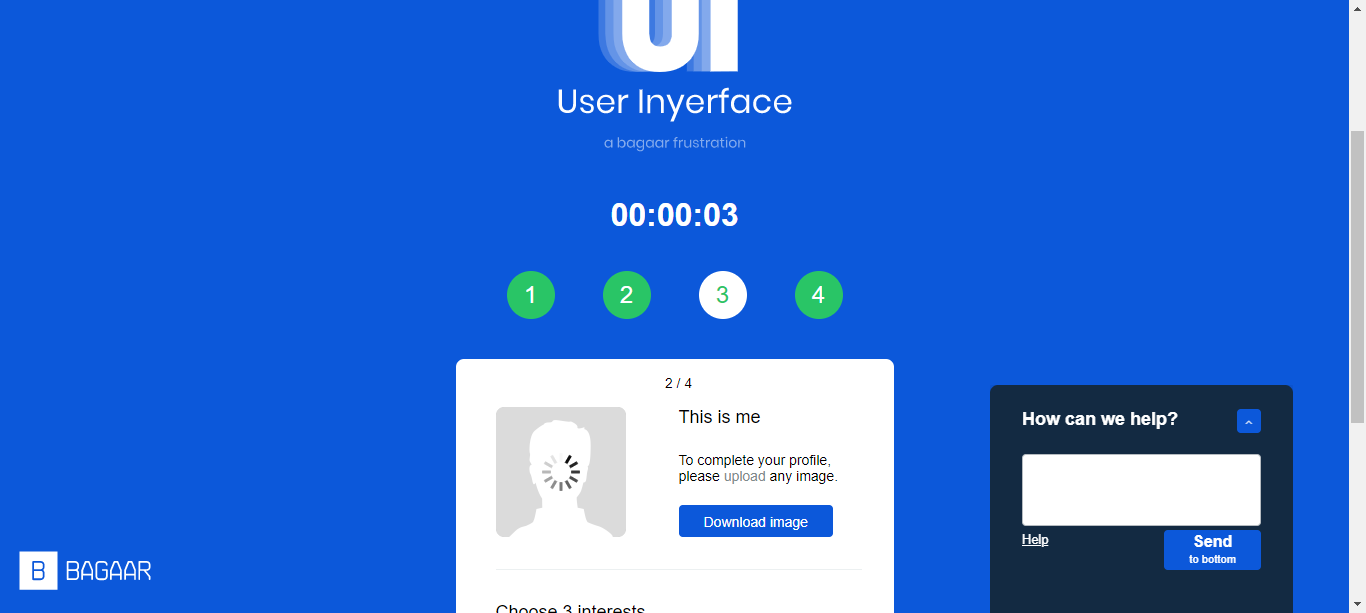 UI
User Inyerface
a bagaar frustration
00:00:03
1 2 3 4
2 / 4
This is me
To complete your profile,
please upload any image.
Download image
Choose 3 interests
How can we help?
Help
Send
to bottom
B BAGAAR